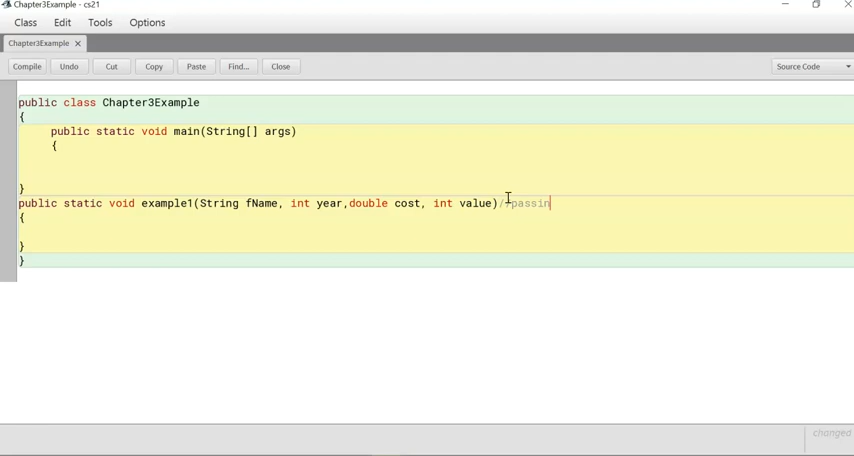 Chapter3Example - cs21
Class Edit Tools Options
Chapter3Example ×
Compile Undo Cut Copy Paste Find... Close Source Code
public class Chapter3Example
{
public static void main(String[] args)
{
}
public static void example1(String fName, int year,double cost, int value)//passin
{
}
}
changed